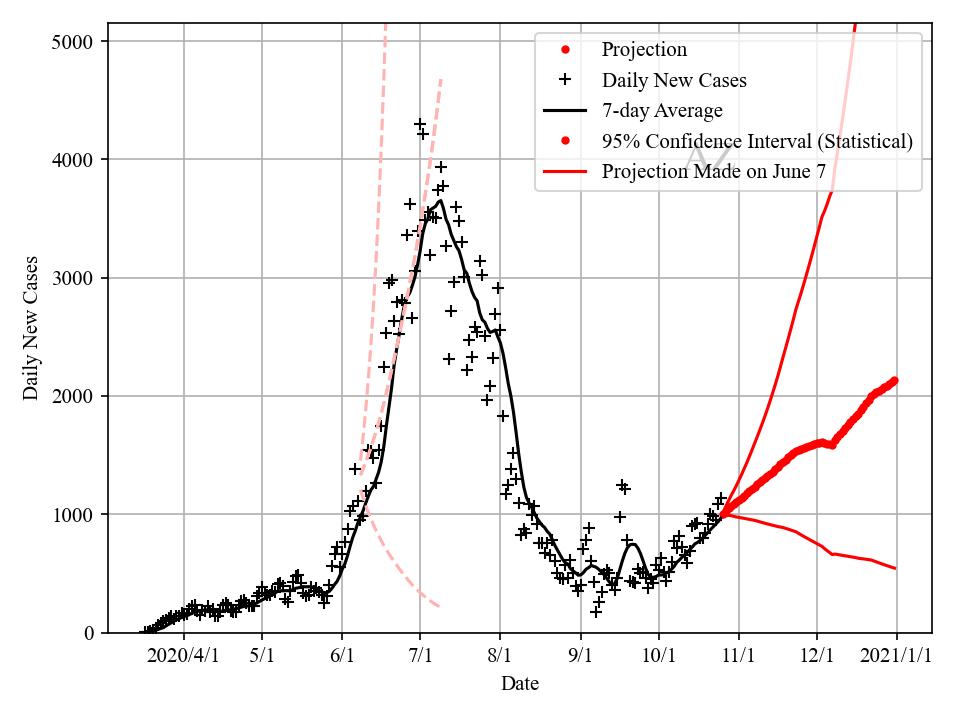 5000
4000
3000
2000
1000
0
Daily New Cases
Projection
Daily New Cases
7-day Average
95% Confidence Interval (Statistical)
AZ
Projection Made on June 7
2020/4/1 5/1 6/1 7/1 8/1 9/1 10/1 11/1 12/1 2021/1/1
Date